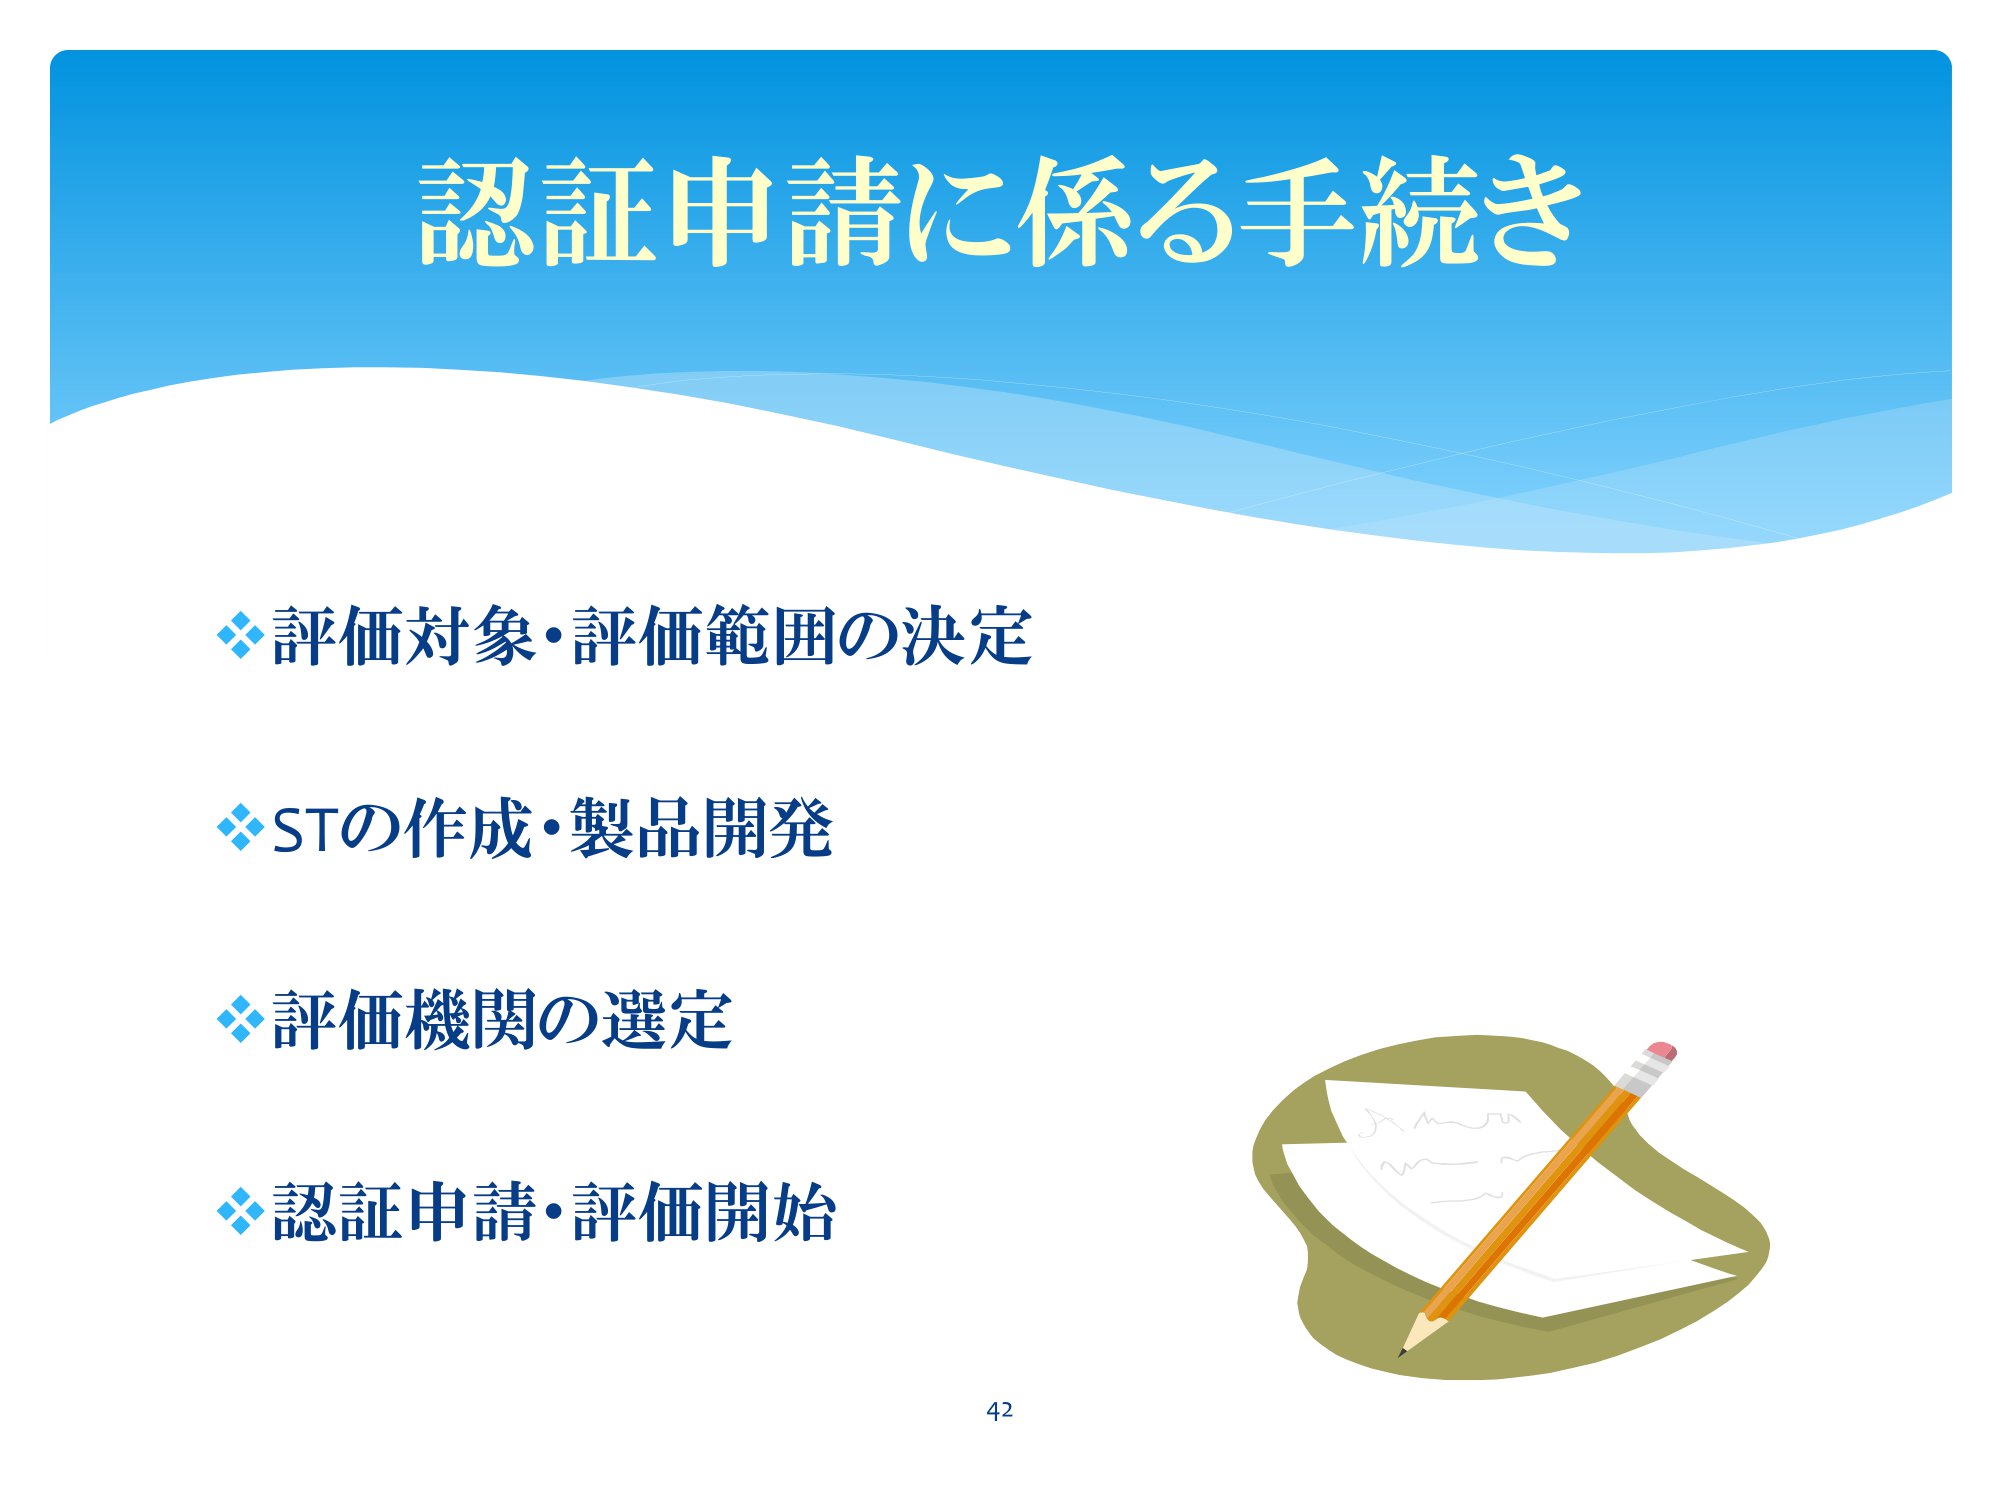 認証申請に係る手続き
❖評価対象・評価範囲の決定
❖STの作成・製品開発
❖評価機関の選定
❖認証申請・評価開始
42